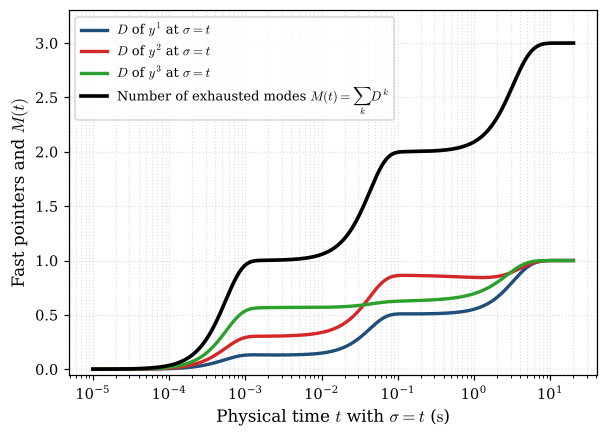 D of y¹ at σ = t
D of y² at σ = t
D of y³ at σ = t
Number of exhausted modes M(t) = ∑ₖ Dᵏ
Fast pointers and M(t)
3.0
2.5
2.0
1.5
1.0
0.5
0.0
10⁻⁵ 10⁻⁴ 10⁻³ 10⁻² 10⁻¹ 10⁰ 10¹
Physical time t with σ = t (s)